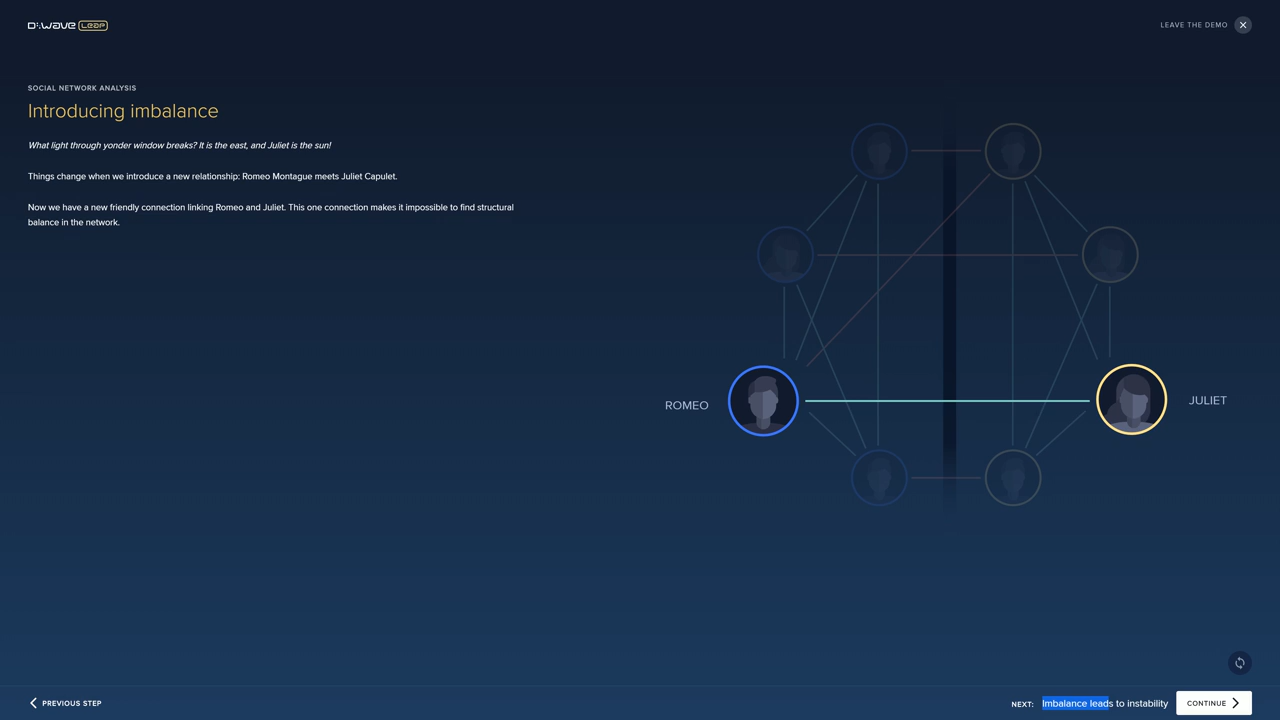 D:wave Leap
LEAVE THE DEMO
SOCIAL NETWORK ANALYSIS
Introducing imbalance
What light through yonder window breaks? It is the east, and Juliet is the sun!
Things change when we introduce a new relationship: Romeo Montague meets Juliet Capulet.
Now we have a new friendly connection linking Romeo and Juliet. This one connection makes it impossible to find structural
balance in the network.
ROMEO
JULIET
PREVIOUS STEP
NEXT: Imbalance leads to instability
CONTINUE